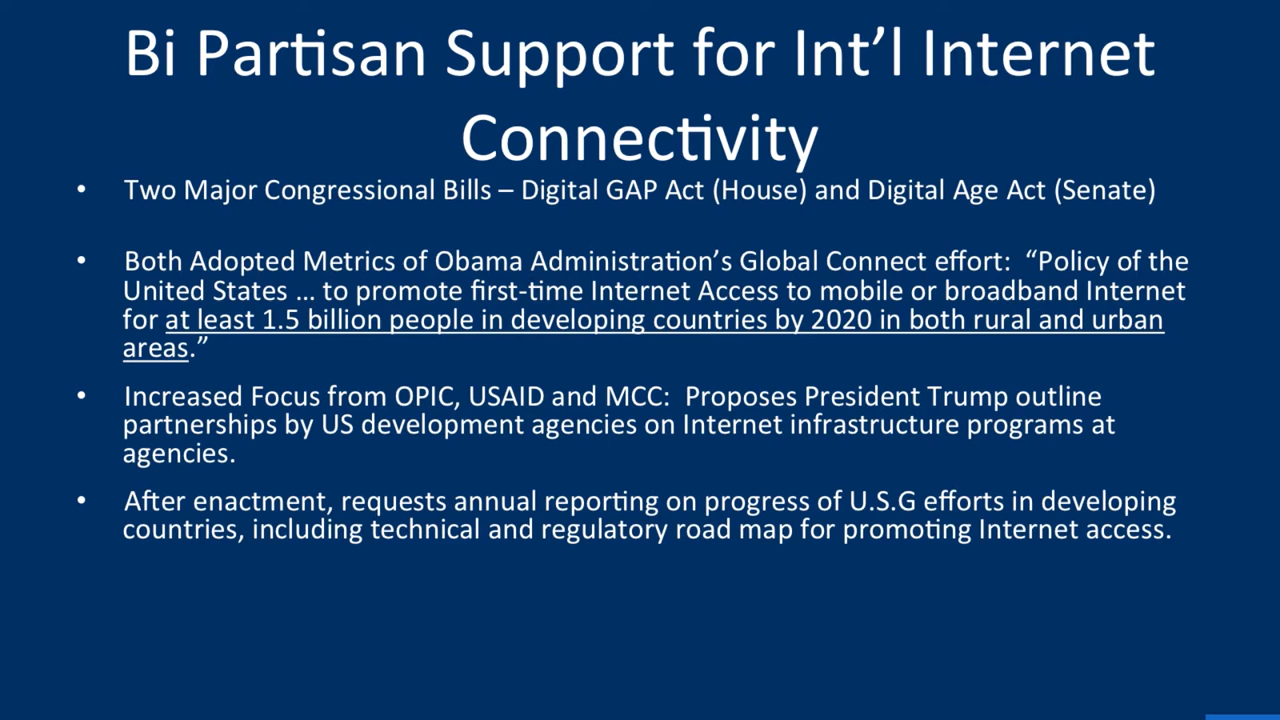 Bi Partisan Support for Int’l Internet
Connectivity
• Two Major Congressional Bills – Digital GAP Act (House) and Digital Age Act (Senate)
• Both Adopted Metrics of Obama Administration’s Global Connect effort:  “Policy of the
United States … to promote first-time Internet Access to mobile or broadband Internet
for at least 1.5 billion people in developing countries by 2020 in both rural and urban
areas.”
• Increased Focus from OPIC, USAID and MCC:  Proposes President Trump outline
partnerships by US development agencies on Internet infrastructure programs at
agencies.
• After enactment, requests annual reporting on progress of U.S.G efforts in developing
countries, including technical and regulatory road map for promoting Internet access.